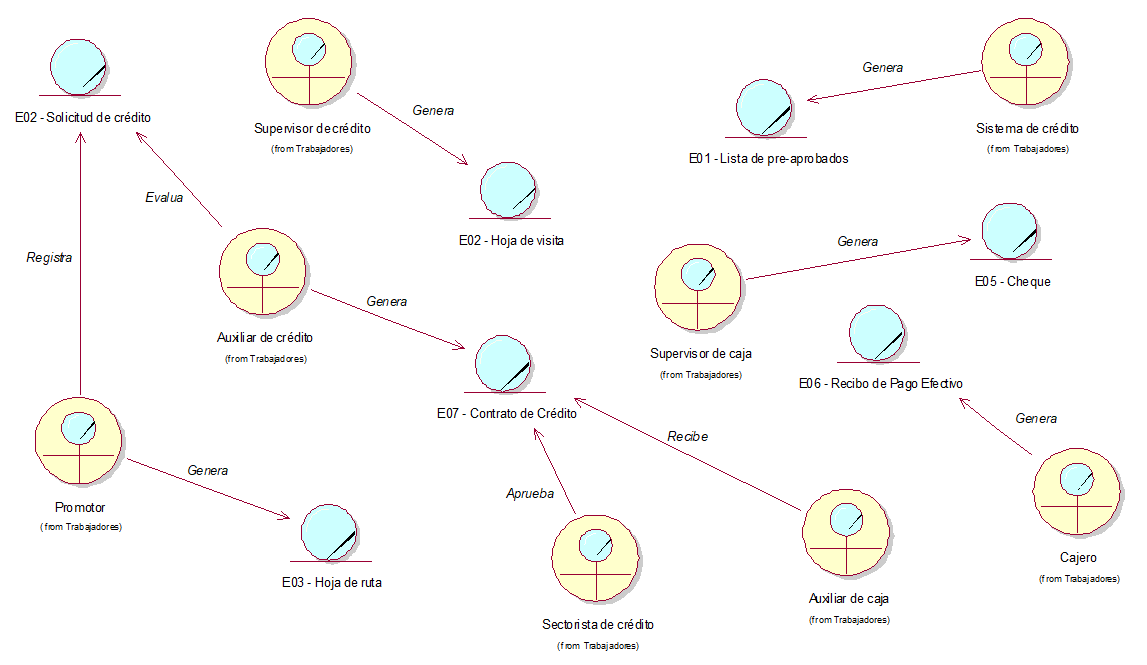 Genera
E02 - Solicitud de crédito
Supervisor de crédito
(from Trabajadores)
Genera
Sistema de crédito
(from Trabajadores)
E01 - Lista de pre-aprobados
Evalua
E02 - Hoja de visita
Genera
Registra
E05 - Cheque
Genera
Auxiliar de crédito
(from Trabajadores)
Supervisor de caja
(from Trabajadores)
E06 - Recibo de Pago Efectivo
E07 - Contrato de Crédito
Genera
Recibe
Genera
Aprueba
Promotor
(from Trabajadores)
Cajero
(from Trabajadores)
E03 - Hoja de ruta
Auxiliar de caja
(from Trabajadores)
Sectorista de crédito
(from Trabajadores)